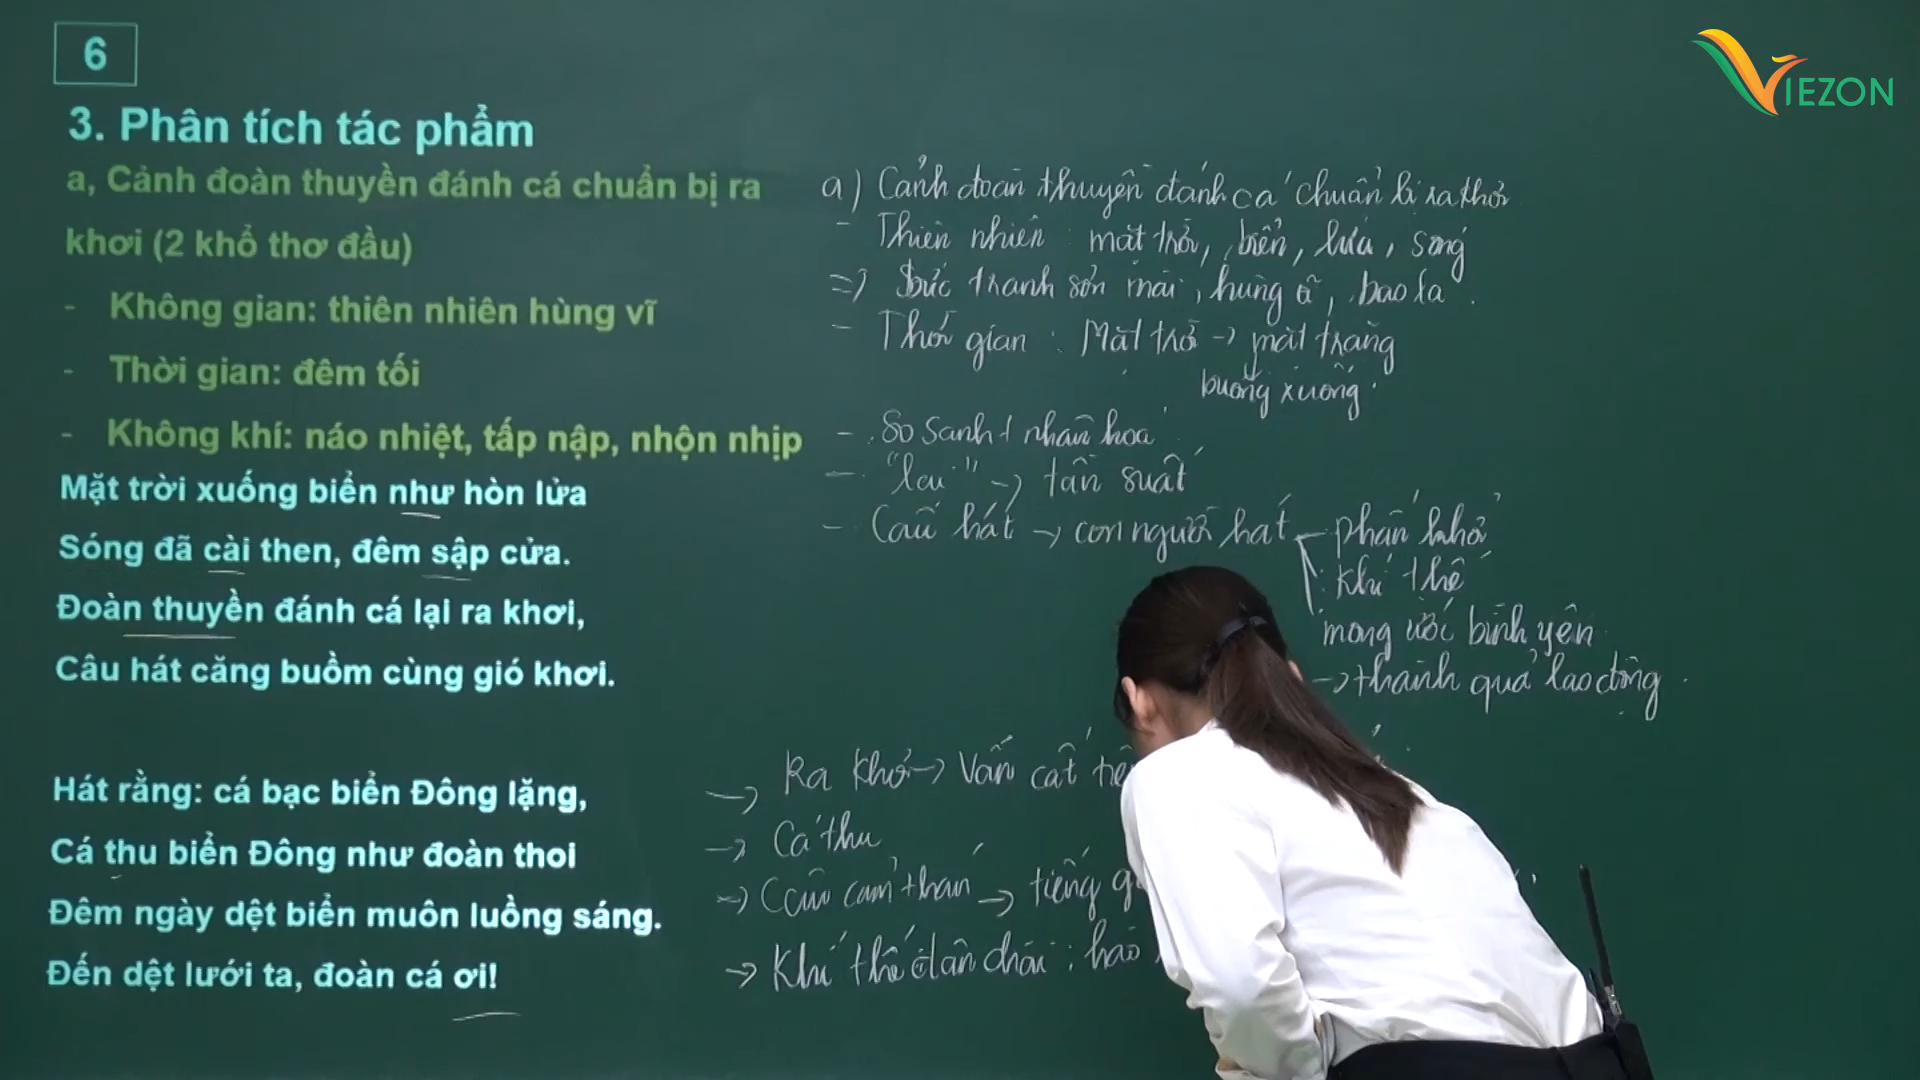 6
VIEZON
3. Phân tích tác phẩm
a, Cảnh đoàn thuyền đánh cá chuẩn bị ra
khơi (2 khổ thơ đầu)
- Không gian: thiên nhiên hùng vĩ
- Thời gian: đêm tối
- Không khí: náo nhiệt, tấp nập, nhộn nhịp
Mặt trời xuống biển như hòn lửa
Sóng đã cài then, đêm sập cửa.
Đoàn thuyền đánh cá lại ra khơi,
Câu hát căng buồm cùng gió khơi.
Hát rằng: cá bạc biển Đông lặng,
Cá thu biển Đông như đoàn thoi
Đêm ngày dệt biển muôn luồng sáng.
Đến dệt lưới ta, đoàn cá ơi!
a) Cảnh đoàn thuyền đánh cá chuẩn bị ra khơi
- Thiên nhiên : mặt trời, biển, lửa, sóng
=> Bức tranh sơn mài, hùng vĩ, bao la.
- Thời gian : Mặt trời -> mặt trăng
buông xuống.
- So sánh + nhân hoá
- "lại" -> tần suất
- Câu hát -> con người hát - phấn khởi
khí thế
mong ước bình yên
-> thành quả lao động.
-> Ra khơi -> Vẫn cất
-> Cá thu
-> Câu cảm thán -> tiếng
-> Khí thế dân chài :